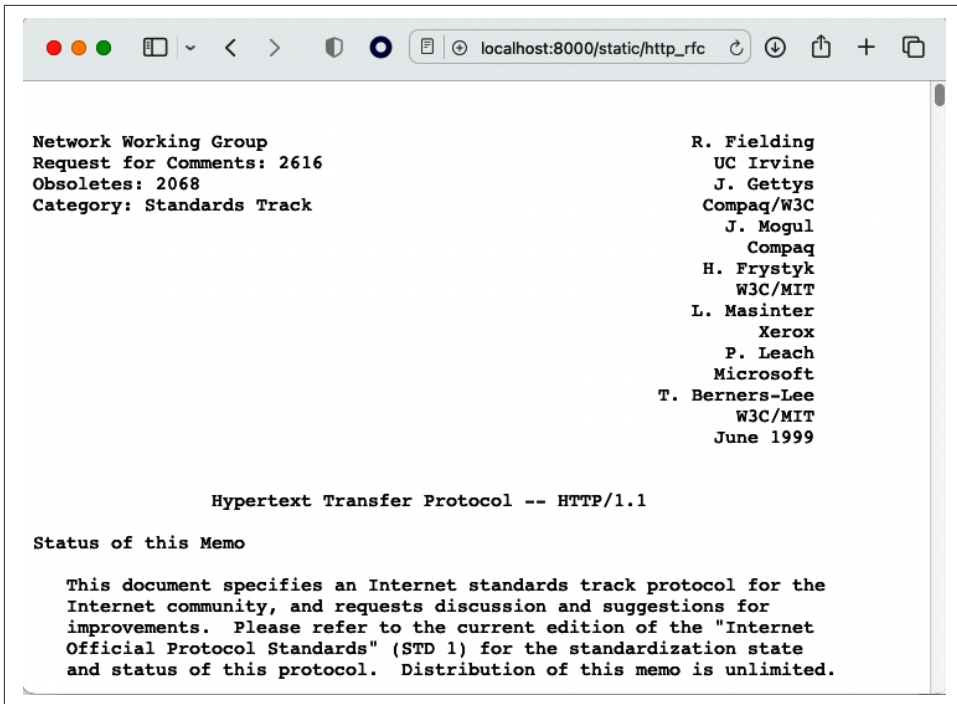 localhost:8000/static/http_rfc
Network Working Group R. Fielding
Request for Comments: 2616 UC Irvine
Obsoletes: 2068 J. Gettys
Category: Standards Track Compaq/W3C
J. Mogul
Compaq
H. Frystyk
W3C/MIT
L. Masinter
Xerox
P. Leach
Microsoft
T. Berners-Lee
W3C/MIT
June 1999
Hypertext Transfer Protocol -- HTTP/1.1
Status of this Memo
This document specifies an Internet standards track protocol for the
Internet community, and requests discussion and suggestions for
improvements.  Please refer to the current edition of the "Internet
Official Protocol Standards" (STD 1) for the standardization state
and status of this protocol.  Distribution of this memo is unlimited.